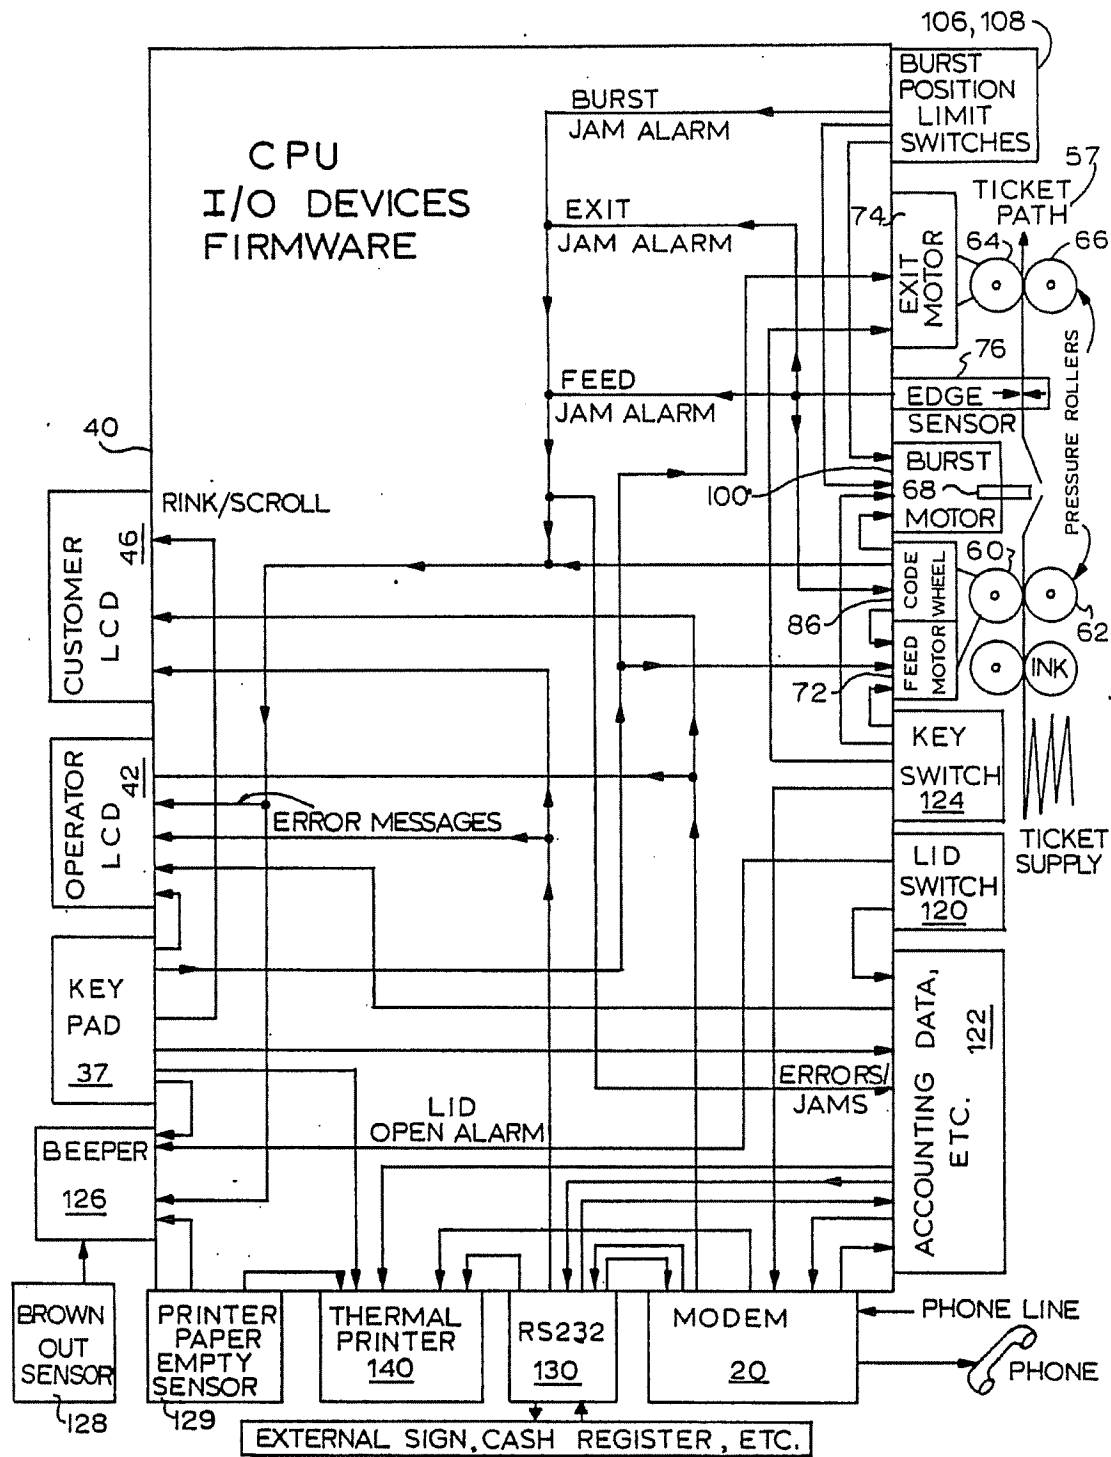 106, 108
BURST
POSITION
LIMIT
SWITCHES
BURST
JAM ALARM
CPU
I/O DEVICES
FIRMWARE
57
TICKET
PATH
EXIT
JAM ALARM
74
EXIT
MOTOR
64
66
PRESSURE ROLLERS
76
FEED
JAM ALARM
EDGE
SENSOR
40
BURST
68
MOTOR
100
RINK/SCROLL
CUSTOMER
LCD
46
CODE
WHEEL
60
86
62
FEED
MOTOR
72
INK
KEY
SWITCH
124
OPERATOR
LCD
42
ERROR MESSAGES
TICKET
SUPPLY
LID
SWITCH
120
KEY
PAD
37
ACCOUNTING DATA,
ETC.
122
ERRORS/
JAMS
LID
OPEN ALARM
BEEPER
126
BROWN
OUT
SENSOR
128
PRINTER
PAPER
EMPTY
SENSOR
129
THERMAL
PRINTER
140
RS232
130
MODEM
20
PHONE LINE
PHONE
EXTERNAL SIGN, CASH REGISTER, ETC.